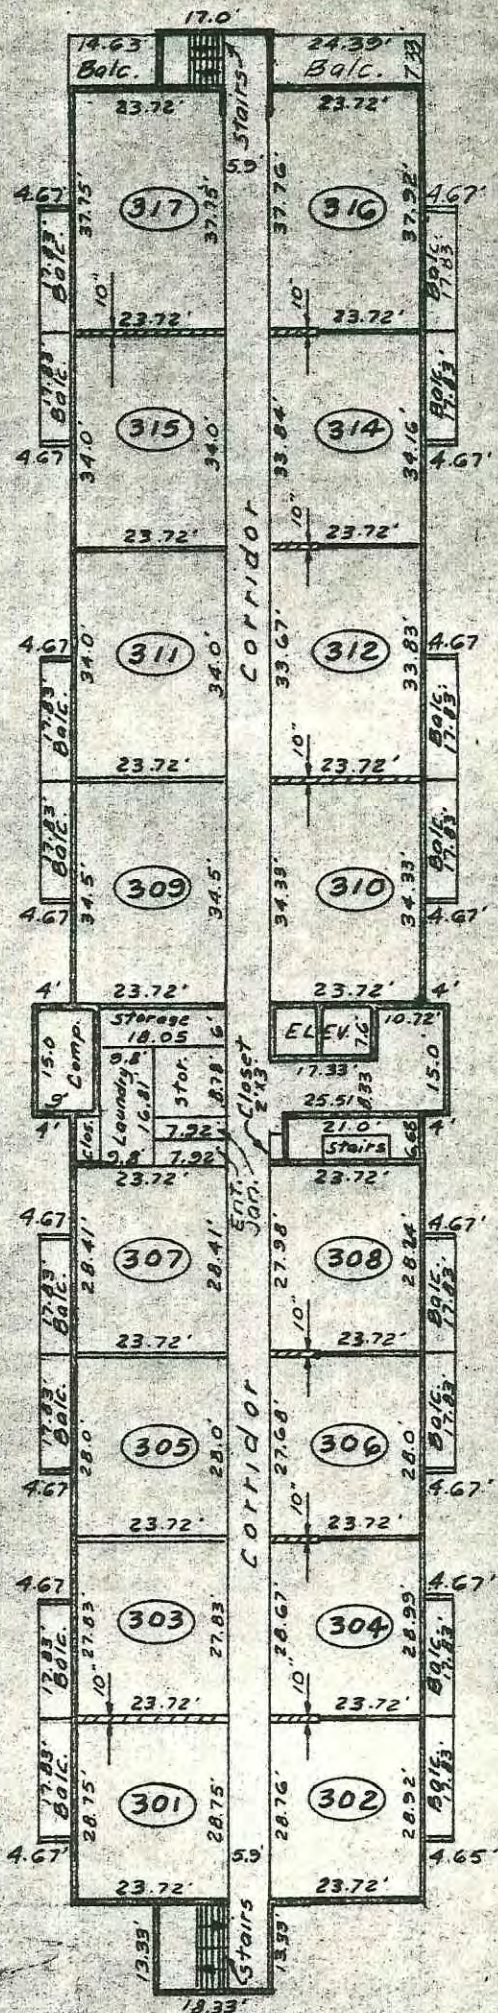 17.0'
14.63' 24.39'
Balc. Stairs Balc. 7.33'
23.72' 23.72'
5.9'
4.67' 37.75' 317 37.75' 37.76' 316 37.92' 4.67'
17.83' Balc. Balc. 17.83'
10"
23.72' 23.72'
17.83' Balc. Balc. 17.83'
34.0' 315 34.0' 33.84' 314 34.16'
4.67' 4.67'
10"
23.72' 23.72'
Corridor
4.67 34.0' 311 34.0' 33.67' 312 33.83' 4.67
17.83' Balc. Balc. 17.83'
10"
23.72' 23.72'
17.83' Balc. Balc. 17.83'
34.5' 309 34.5' 34.33' 310 34.33'
4.67 4.67'
4' 23.72' 23.72' 4'
Storage 6' ELEV. 7.6' 10.72'
18.05
15.0 Comp. 9' 9.8' Laundry 16.81' Stor. 8.78' Closet 2'x3' 17.33' 8.33' 15.0'
25.51'
4' Clos. 7.92' 21.0' 6.68' 4'
9.8' 7.92' Stairs
Ent. Jan.
23.72' 23.72'
4.67 28.41' 307 28.41' 27.98' 308 28.24' 4.67'
17.83' Balc. Balc. 17.83'
10"
23.72' 23.72'
17.83' Balc. Balc. 17.83'
28.0' 305 28.0' 27.68' 306 28.0'
4.67 4.67'
10"
23.72' 23.72'
Corridor
4.67 27.83' 303 27.83' 28.67' 304 28.99' 4.67'
17.83' Balc. Balc. 17.83'
10" 10"
23.72' 23.72'
17.83' Balc. Balc. 17.83'
28.75' 301 28.75' 28.76' 302 28.92'
4.67' 5.9' 4.65'
23.72' 23.72'
13.33' Stairs 13.33'
18.33'